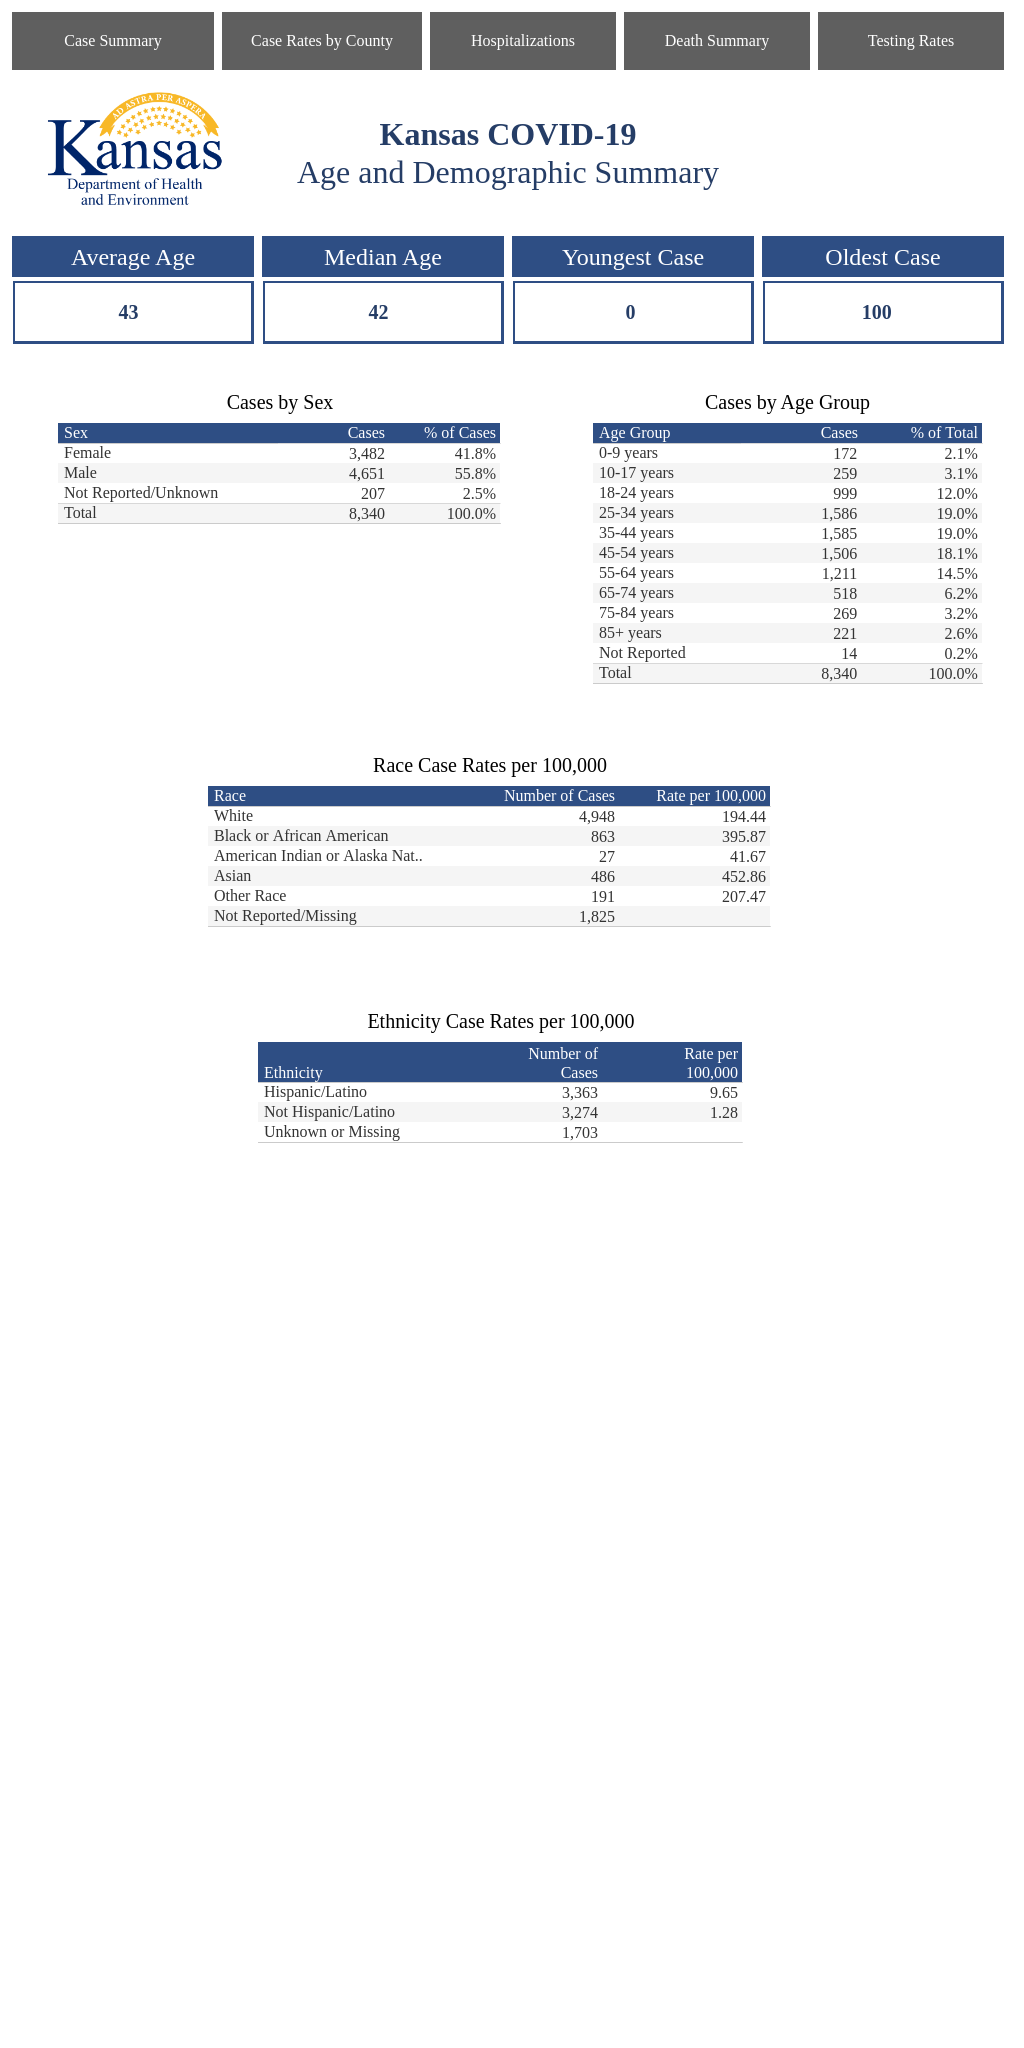 Case Summary
Case Rates by County
Hospitalizations
Death Summary
Testing Rates
AD ASTRA PER ASPERA
Kansas
Department of Health
and Environment
Kansas COVID-19
Age and Demographic Summary
Average Age
Median Age
Youngest Case
Oldest Case
43
42
0
100
Cases by Sex
Sex Cases % of Cases
Female 3,482 41.8%
Male 4,651 55.8%
Not Reported/Unknown 207 2.5%
Total 8,340 100.0%
Cases by Age Group
Age Group Cases % of Total
0-9 years 172 2.1%
10-17 years 259 3.1%
18-24 years 999 12.0%
25-34 years 1,586 19.0%
35-44 years 1,585 19.0%
45-54 years 1,506 18.1%
55-64 years 1,211 14.5%
65-74 years 518 6.2%
75-84 years 269 3.2%
85+ years 221 2.6%
Not Reported 14 0.2%
Total 8,340 100.0%
Race Case Rates per 100,000
Race Number of Cases Rate per 100,000
White 4,948 194.44
Black or African American 863 395.87
American Indian or Alaska Nat.. 27 41.67
Asian 486 452.86
Other Race 191 207.47
Not Reported/Missing 1,825
Ethnicity Case Rates per 100,000
Number of Rate per
Ethnicity Cases 100,000
Hispanic/Latino 3,363 9.65
Not Hispanic/Latino 3,274 1.28
Unknown or Missing 1,703